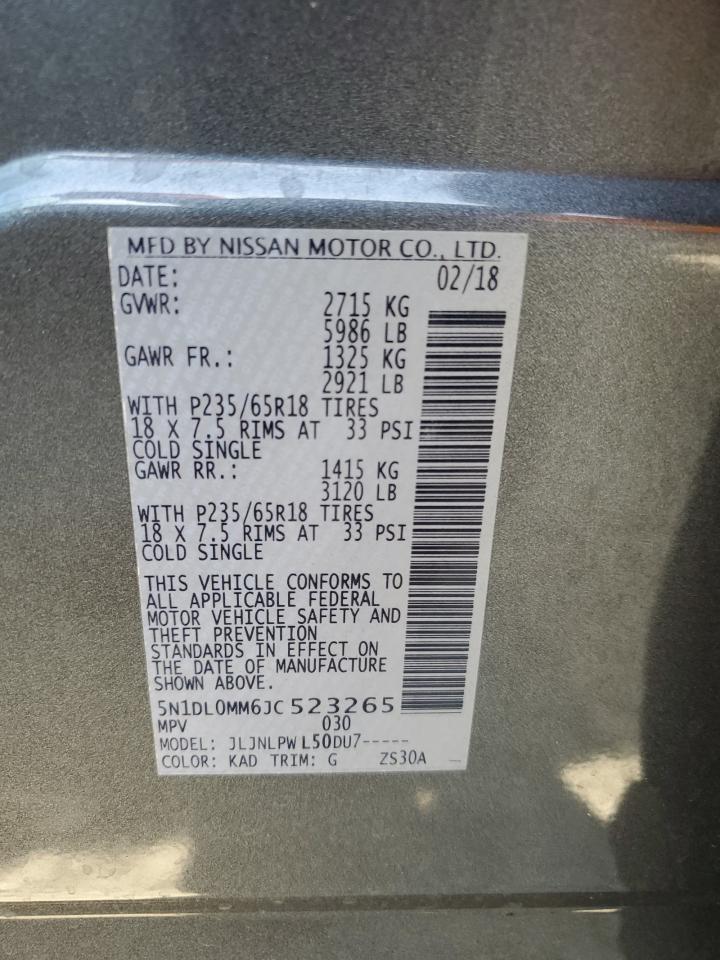 MFD BY NISSAN MOTOR CO., LTD.
DATE: 02/18
GVWR: 2715 KG
5986 LB
GAWR FR.: 1325 KG
2921 LB
WITH P235/65R18 TIRES
18 X 7.5 RIMS AT 33 PSI
COLD SINGLE
GAWR RR.: 1415 KG
3120 LB
WITH P235/65R18 TIRES
18 X 7.5 RIMS AT 33 PSI
COLD SINGLE
THIS VEHICLE CONFORMS TO
ALL APPLICABLE FEDERAL
MOTOR VEHICLE SAFETY AND
THEFT PREVENTION
STANDARDS IN EFFECT ON
THE DATE OF MANUFACTURE
SHOWN ABOVE.
5N1DL0MM6JC 523265
MPV 030
MODEL: JLJNLPW L50DU7-----
COLOR: KAD TRIM: G ZS30A —